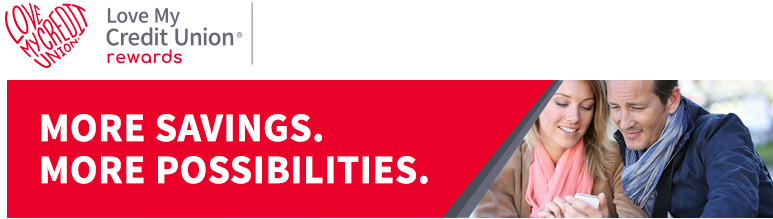 LOVE
MY CREDIT
UNION
Love My
Credit Union®
rewards
MORE SAVINGS.
MORE POSSIBILITIES.